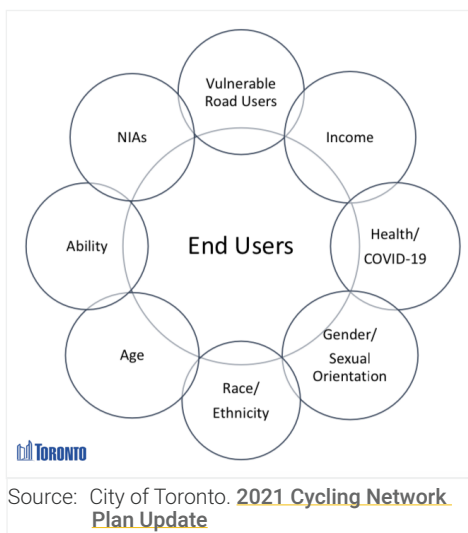 Vulnerable
Road Users
NIAs
Income
Ability
End Users
Health/
COVID-19
Age
Gender/
Sexual
Orientation
Race/
Ethnicity
TORONTO
Source: City of Toronto. 2021 Cycling Network
Plan Update